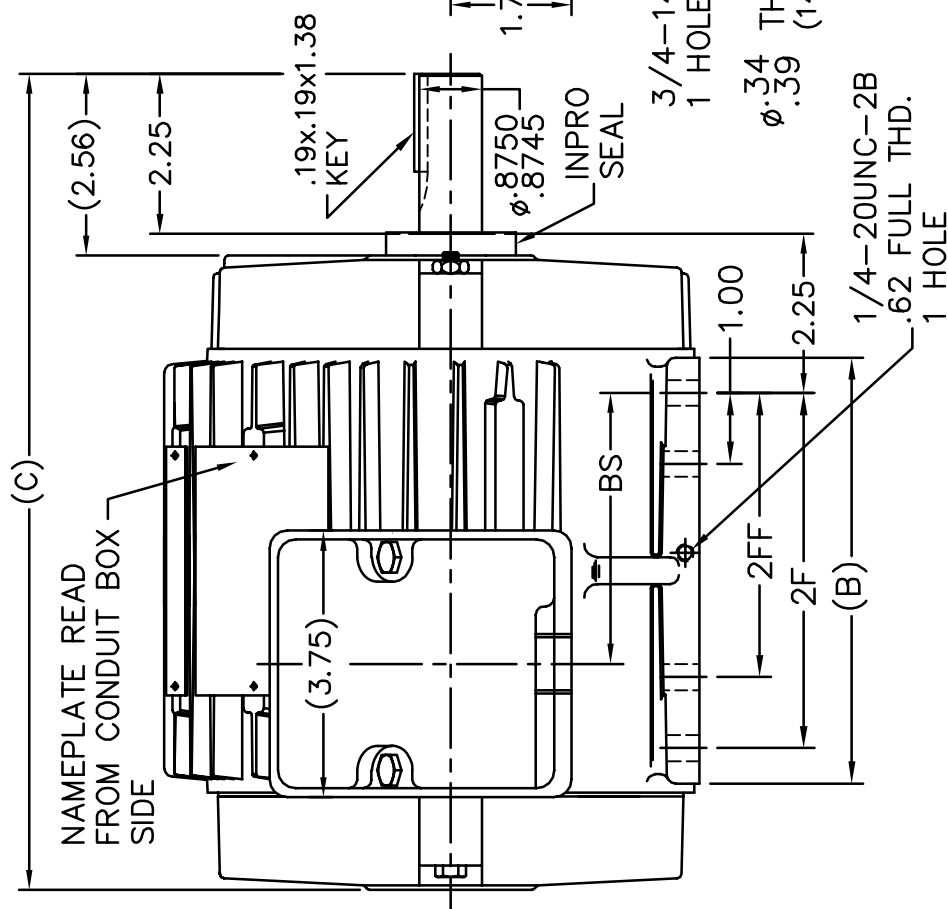 (C)
(2.56)
2.25
.19x.19x1.38
KEY
ø.8750
.8745
INPRO
SEAL
NAMEPLATE READ
FROM CONDUIT BOX
SIDE
(3.75)
BS
1.00
2.25
2FF
2F
(B)
1/4-20UNC-2B
.62 FULL THD.
1 HOLE
1.7
3/4-14
1 HOLE
ø.34 TH
.39 (14